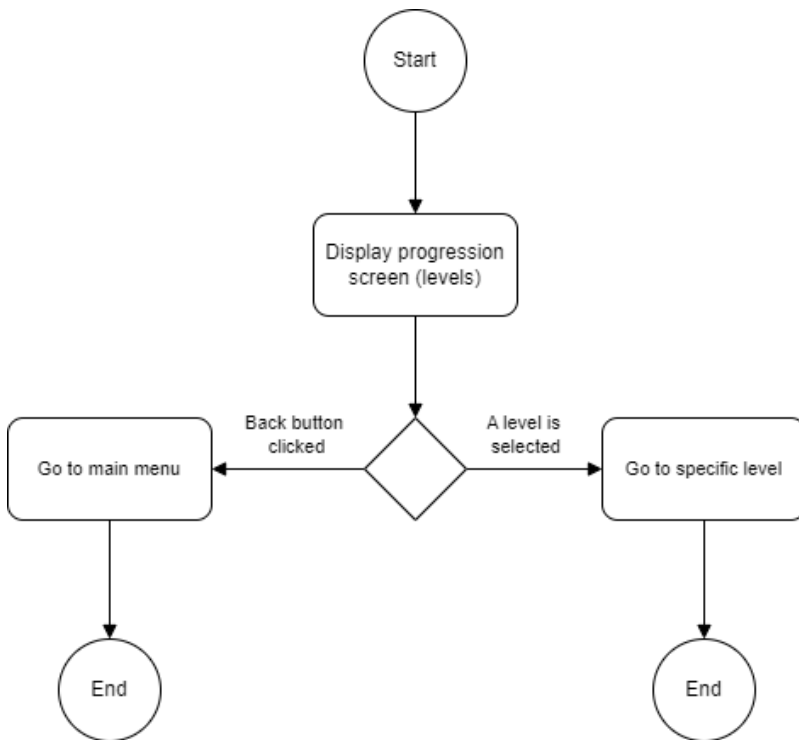 Start
Display progression
screen (levels)
Back button
clicked
A level is
selected
Go to main menu
Go to specific level
End
End